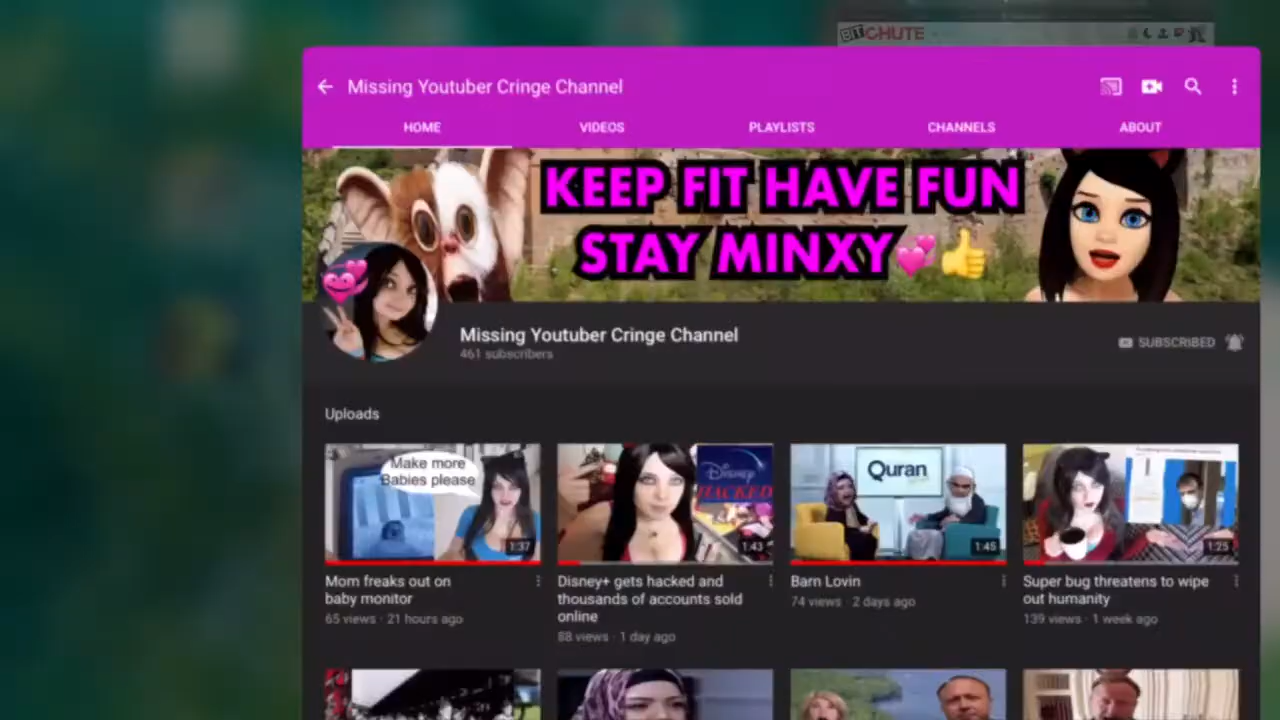 BITCHUTE
Missing Youtuber Cringe Channel
HOME VIDEOS PLAYLISTS CHANNELS ABOUT
KEEP FIT HAVE FUN
STAY MINXY
Missing Youtuber Cringe Channel
461 subscribers
SUBSCRIBED
Uploads
Make more
Babies please
1:37
Disney
HACKED
1:43
Quran
1:45
1:25
Mom freaks out on
baby monitor
65 views · 21 hours ago
Disney+ gets hacked and
thousands of accounts sold
online
88 views · 1 day ago
Barn Lovin
74 views · 2 days ago
Super bug threatens to wipe
out humanity
139 views · 1 week ago